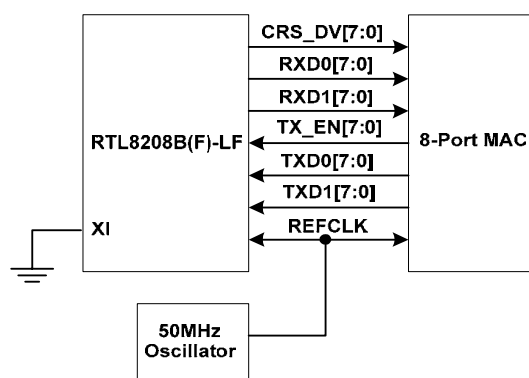 CRS_DV[7:0]
RXD0[7:0]
RXD1[7:0]
TX_EN[7:0]
RTL8208B(F)-LF
8-Port MAC
TXD0[7:0]
TXD1[7:0]
XI
REFCLK
50MHz
Oscillator